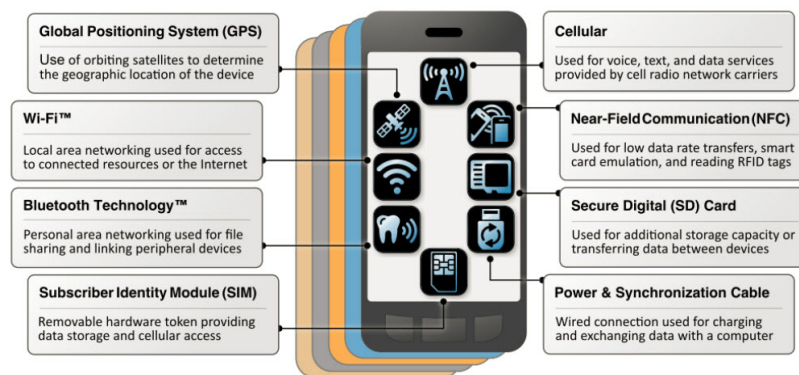 Global Positioning System (GPS)
Use of orbiting satellites to determine
the geographic location of the device
Wi-Fi™
Local area networking used for access
to connected resources or the Internet
Bluetooth Technology™
Personal area networking used for file
sharing and linking peripheral devices
Subscriber Identity Module (SIM)
Removable hardware token providing
data storage and cellular access
Cellular
Used for voice, text, and data services
provided by cell radio network carriers
Near-Field Communication (NFC)
Used for low data rate transfers, smart
card emulation, and reading RFID tags
Secure Digital (SD) Card
Used for additional storage capacity or
transferring data between devices
Power & Synchronization Cable
Wired connection used for charging
and exchanging data with a computer